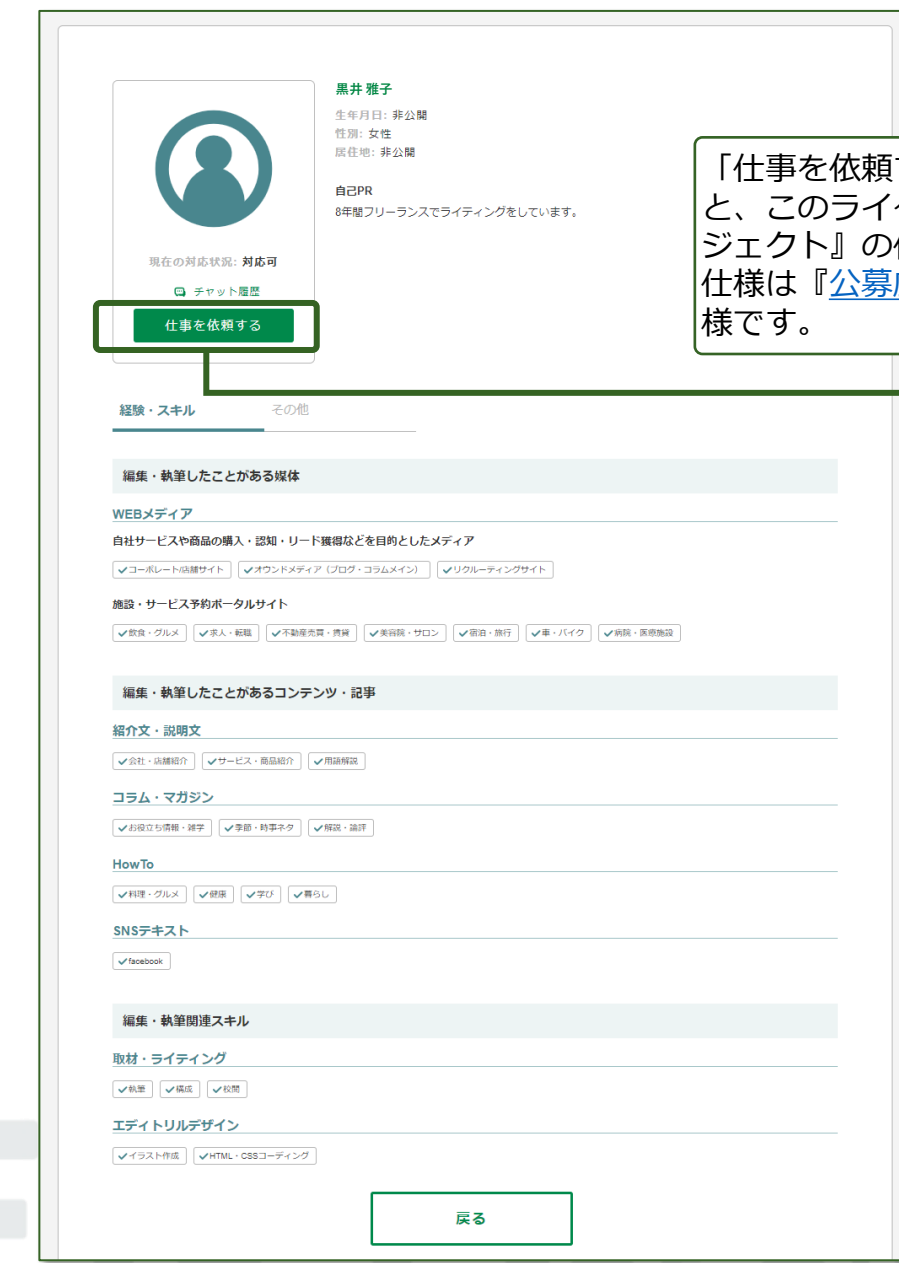 黒井 雅子
生年月日: 非公開
性別: 女性
居住地: 非公開
自己PR
8年間フリーランスでライティングをしています。
現在の対応状況: 対応可
チャット履歴
仕事を依頼する
「仕事を依頼
と、このライ
ジェクト』の
仕様は『公募
様です。
経験・スキル
その他
編集・執筆したことがある媒体
WEBメディア
自社サービスや商品の購入・認知・リード獲得などを目的としたメディア
コーポレート/店舗サイト オウンドメディア（ブログ・コラムメイン） リクルーティングサイト
施設・サービス予約ポータルサイト
飲食・グルメ 求人・転職 不動産売買・賃貸 美容院・サロン 宿泊・旅行 車・バイク 病院・医療施設
編集・執筆したことがあるコンテンツ・記事
紹介文・説明文
会社・店舗紹介 サービス・商品紹介 用語解説
コラム・マガジン
お役立ち情報・雑学 季節・時事ネタ 解説・論評
HowTo
料理・グルメ 健康 学び 暮らし
SNSテキスト
facebook
編集・執筆関連スキル
取材・ライティング
執筆 構成 校閲
エディトリルデザイン
イラスト作成 HTML・CSSコーディング
戻る